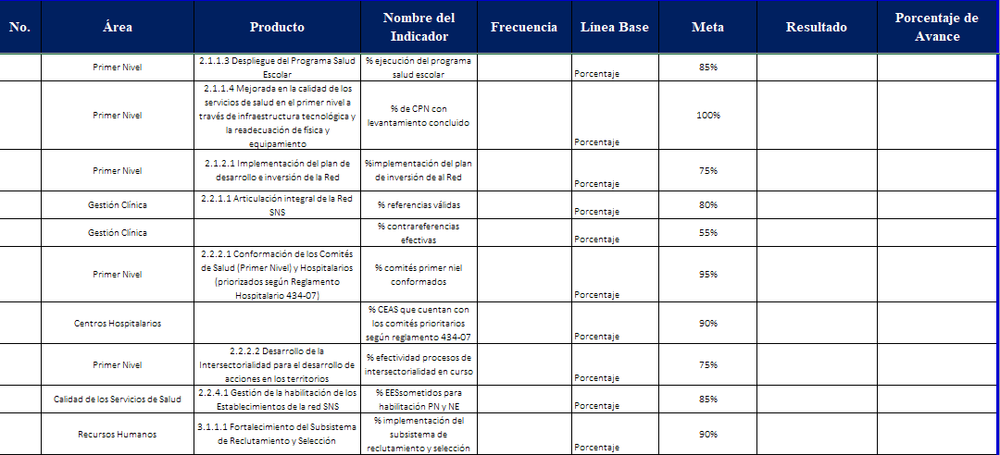 No.
Área
Producto
Nombre del
Indicador
Frecuencia
Línea Base
Meta
Resultado
Porcentaje de
Avance
Primer Nivel
2.1.1.3 Despliegue del Programa Salud
Escolar
% ejecución del programa
salud escolar
Porcentaje
85%
Primer Nivel
2.1.1.4 Mejorada en la calidad de los
servicios de salud en el primer nivel a
través de infraestructura tecnológica y
la readecuación de física y
equipamiento
% de CPN con
levantamiento concluido
Porcentaje
100%
Primer Nivel
2.1.2.1 Implementación del plan de
desarrollo e inversión de la Red
%implementación del plan
de inversión de al Red
Porcentaje
75%
Gestión Clínica
2.2.1.1 Articulación integral de la Red
SNS
% referencias válidas
Porcentaje
80%
Gestión Clínica
% contrareferencias
efectivas
Porcentaje
55%
Primer Nivel
2.2.2.1 Conformación de los Comités
de Salud (Primer Nivel) y Hospitalarios
(priorizados según Reglamento
Hospitalario 434-07)
% comités primer niel
conformados
Porcentaje
95%
Centros Hospitalarios
% CEAS que cuentan con
los comités prioritarios
según reglamento 434-07
Porcentaje
90%
Primer Nivel
2.2.2.2 Desarrollo de la
Intersectorialidad para el desarrollo de
acciones en los territorios
% efectividad procesos de
intersectorialidad en curso
Porcentaje
75%
Calidad de los Servicios de Salud
2.2.4.1 Gestión de la habilitación de los
Establecimientos de la red SNS
% EESsometidos para
habilitación PN y NE
Porcentaje
85%
Recursos Humanos
3.1.1.1 Fortalecimiento del Subsistema
de Reclutamiento y Selección
% implementación del
subsistema de
reclutamiento y selección
Porcentaje
90%